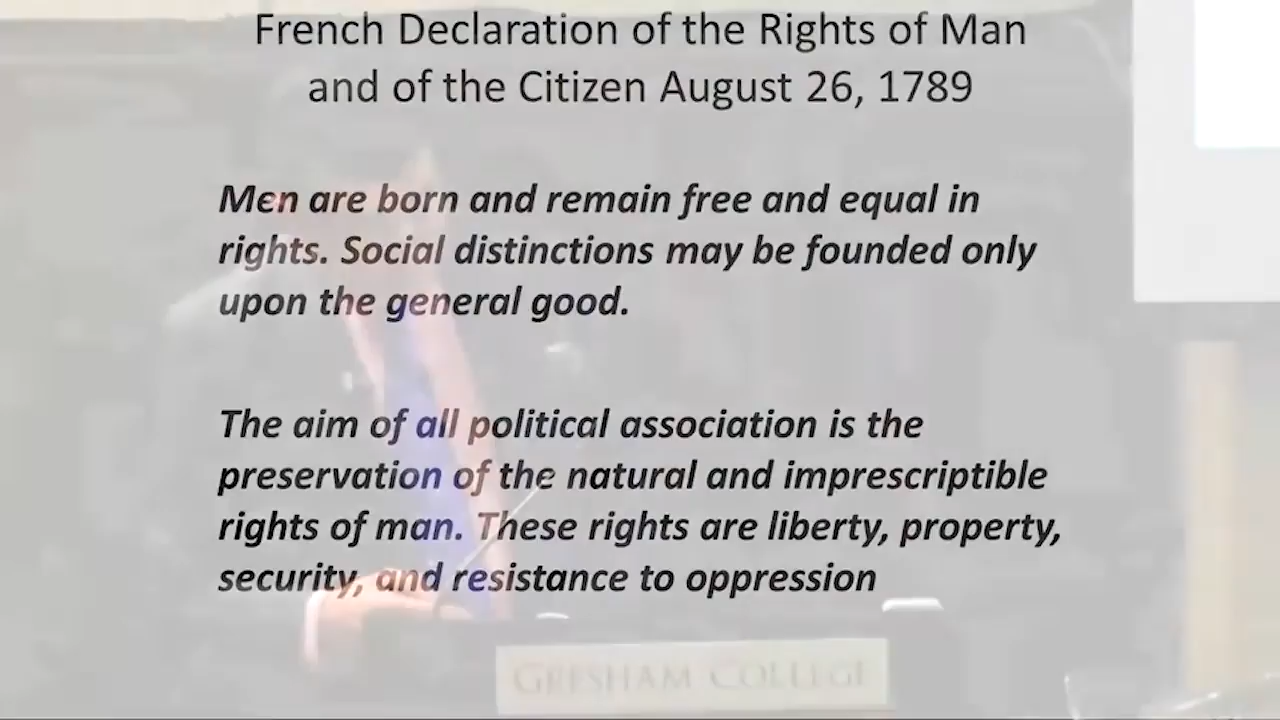 French Declaration of the Rights of Man
and of the Citizen August 26, 1789
Men are born and remain free and equal in
rights. Social distinctions may be founded only
upon the general good.
The aim of all political association is the
preservation of the natural and imprescriptible
rights of man. These rights are liberty, property,
security, and resistance to oppression
GRESHAM COLLEGE